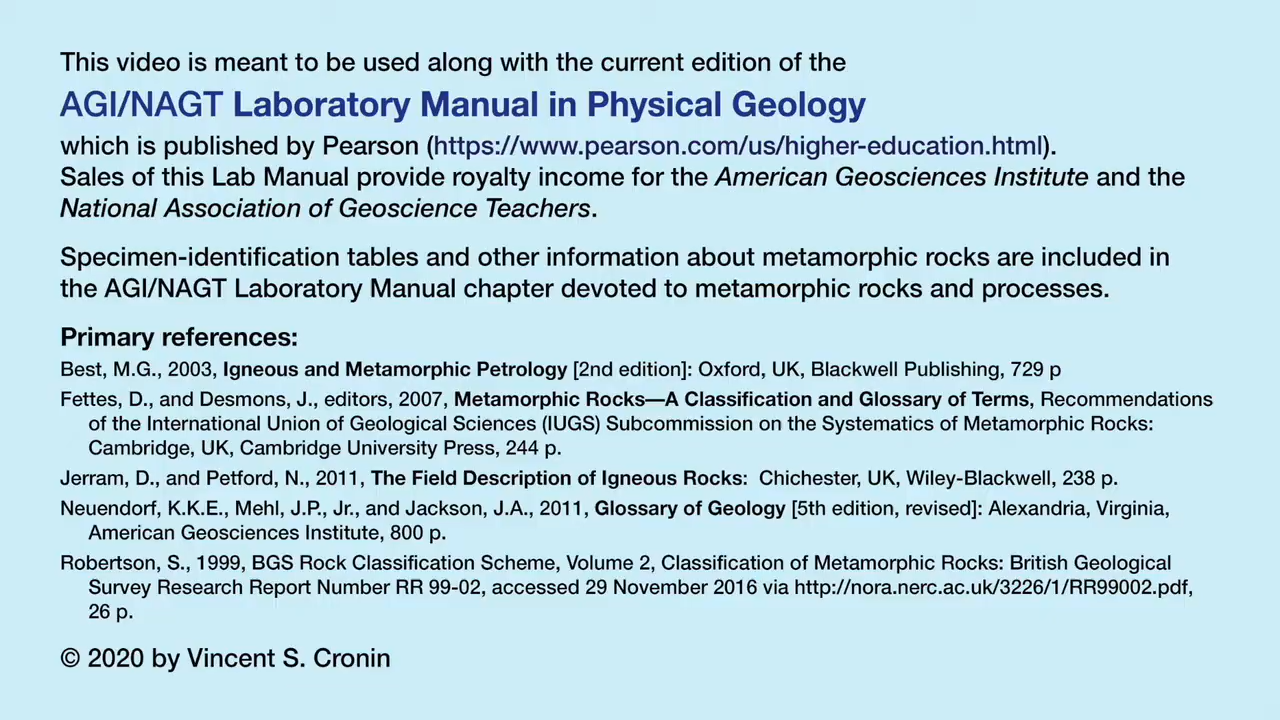 This video is meant to be used along with the current edition of the
AGI/NAGT Laboratory Manual in Physical Geology
which is published by Pearson (https://www.pearson.com/us/higher-education.html).
Sales of this Lab Manual provide royalty income for the American Geosciences Institute and the
National Association of Geoscience Teachers.
Specimen-identification tables and other information about metamorphic rocks are included in
the AGI/NAGT Laboratory Manual chapter devoted to metamorphic rocks and processes.
Primary references:
Best, M.G., 2003, Igneous and Metamorphic Petrology [2nd edition]: Oxford, UK, Blackwell Publishing, 729 p
Fettes, D., and Desmons, J., editors, 2007, Metamorphic Rocks—A Classification and Glossary of Terms, Recommendations
of the International Union of Geological Sciences (IUGS) Subcommission on the Systematics of Metamorphic Rocks:
Cambridge, UK, Cambridge University Press, 244 p.
Jerram, D., and Petford, N., 2011, The Field Description of Igneous Rocks:  Chichester, UK, Wiley-Blackwell, 238 p.
Neuendorf, K.K.E., Mehl, J.P., Jr., and Jackson, J.A., 2011, Glossary of Geology [5th edition, revised]: Alexandria, Virginia,
American Geosciences Institute, 800 p.
Robertson, S., 1999, BGS Rock Classification Scheme, Volume 2, Classification of Metamorphic Rocks: British Geological
Survey Research Report Number RR 99-02, accessed 29 November 2016 via http://nora.nerc.ac.uk/3226/1/RR99002.pdf,
26 p.
© 2020 by Vincent S. Cronin